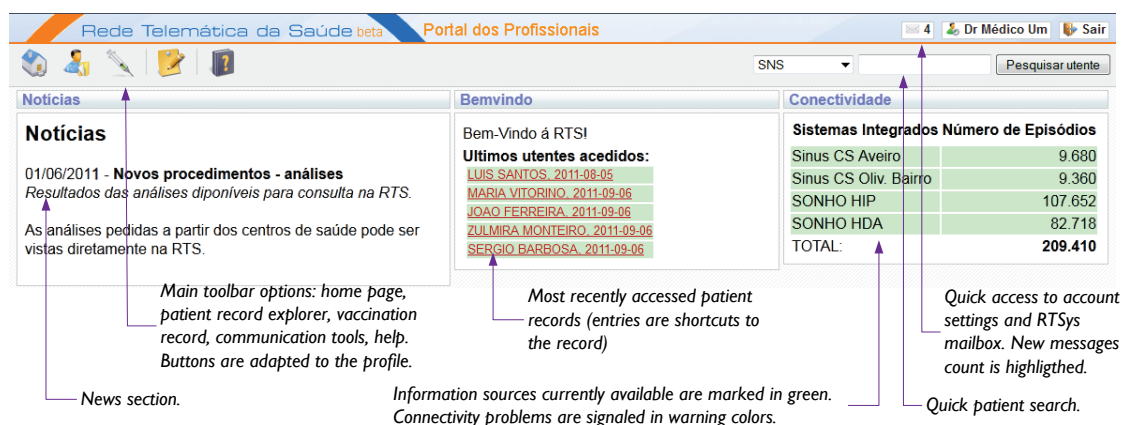 Rede Telemática da Saúde beta
Portal dos Profissionais
4
Dr Médico Um
Sair
SNS
Pesquisar utente
Notícias
Notícias
01/06/2011 - Novos procedimentos - análises
Resultados das análises diponíveis para consulta na RTS.
As análises pedidas a partir dos centros de saúde pode ser
vistas diretamente na RTS.
Bemvindo
Bem-Vindo á RTS!
Ultimos utentes acedidos:
LUIS SANTOS, 2011-08-05
MARIA VITORINO, 2011-09-06
JOAO FERREIRA, 2011-09-06
ZULMIRA MONTEIRO, 2011-09-06
SERGIO BARBOSA, 2011-09-06
Conectividade
Sistemas Integrados Número de Episódios
Sinus CS Aveiro 9.680
Sinus CS Oliv. Bairro 9.360
SONHO HIP 107.652
SONHO HDA 82.718
TOTAL: 209.410
Main toolbar options: home page,
patient record explorer, vaccination
record, communication tools, help.
Buttons are adapted to the profile.
Most recently accessed patient
records (entries are shortcuts to
the record)
Quick access to account
settings and RTSys
mailbox. New messages
count is highligthed.
News section.
Information sources currently available are marked in green.
Connectivity problems are signaled in warning colors.
Quick patient search.